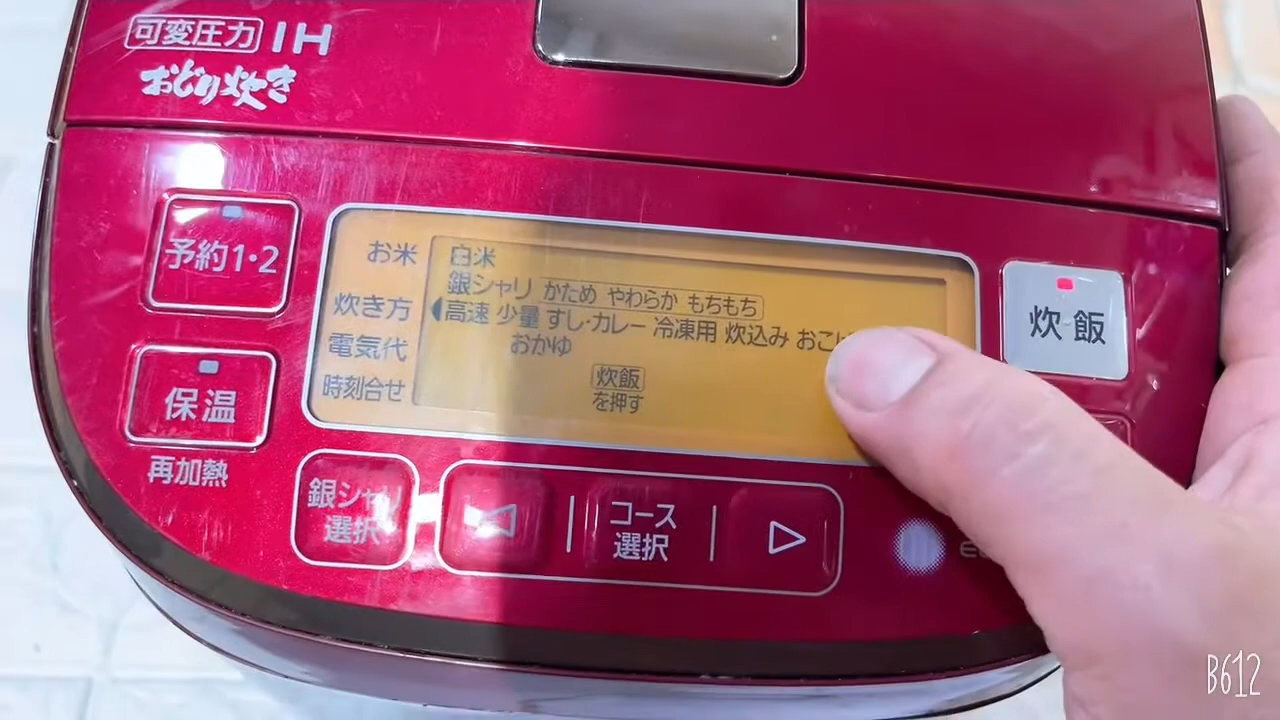 可変圧力 IH
おどり炊き
予約1・2
保温
再加熱
お米
炊き方
電気代
時刻合せ
白米
銀シャリ かため やわらか もちもち
高速 少量 すし・カレー 冷凍用 炊込み
おかゆ
炊飯
を押す
炊飯
銀シャリ
選択
コース
選択
B612